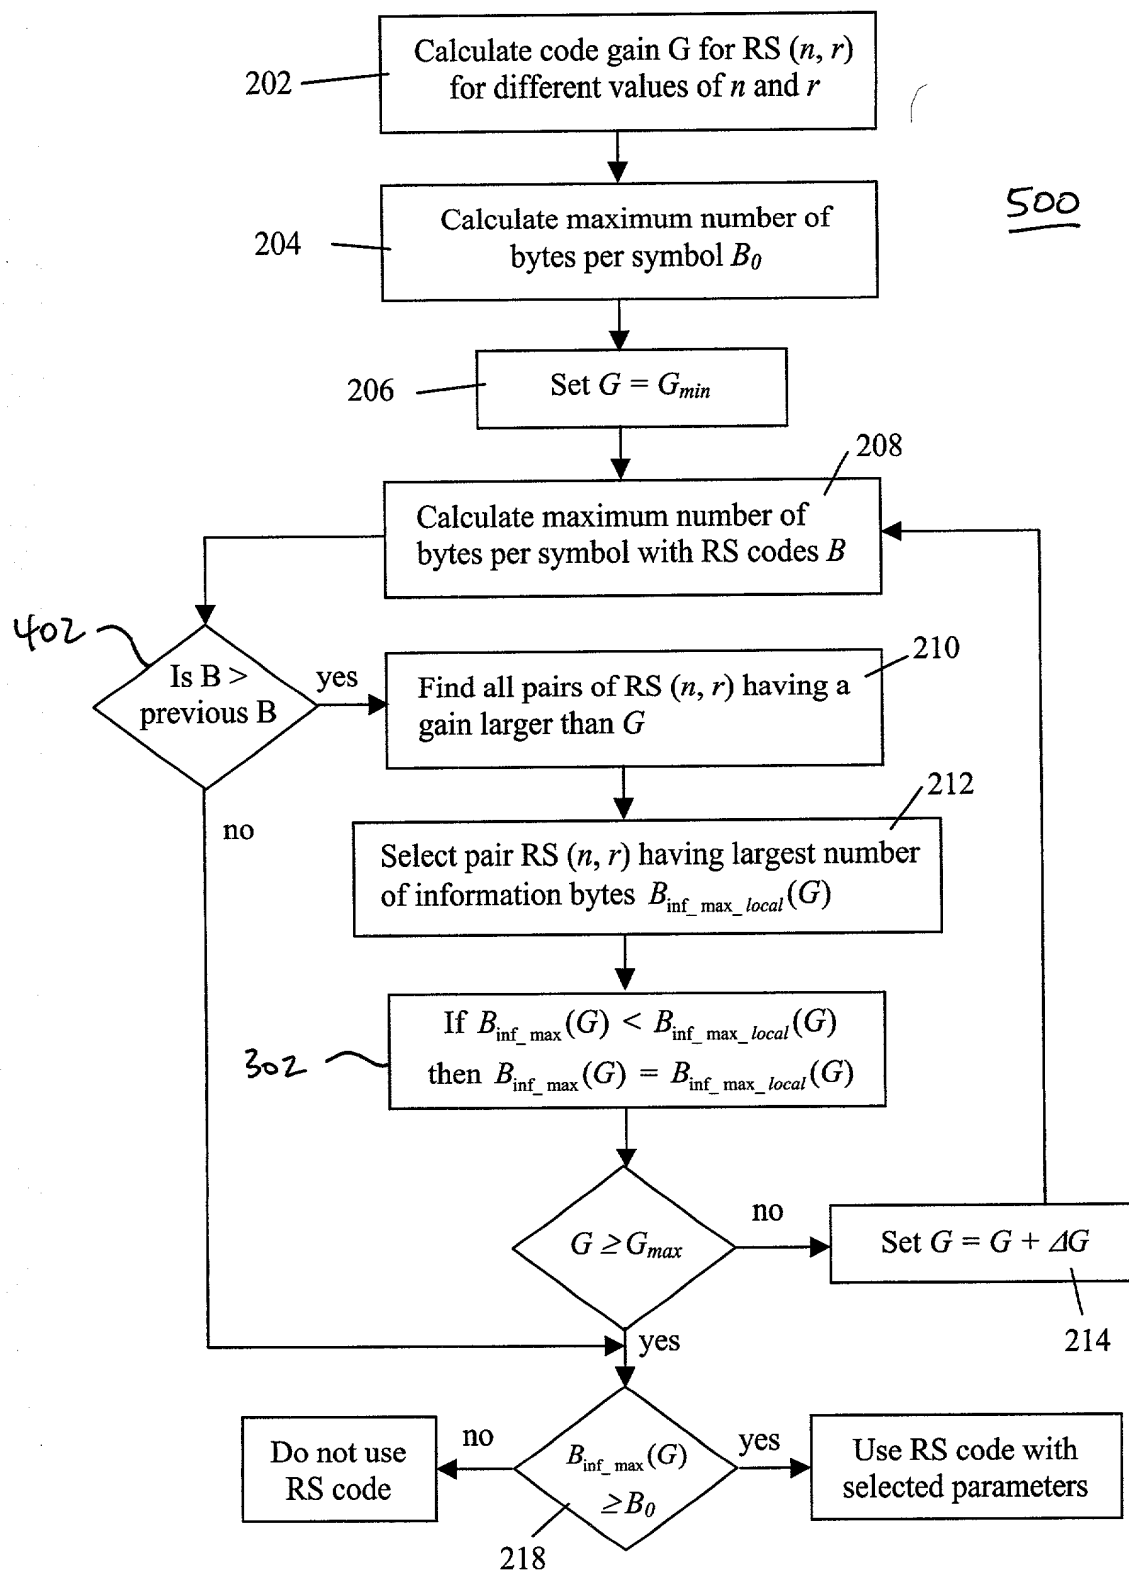 Calculate code gain G for RS (n, r)
for different values of n and r
202
500
Calculate maximum number of
bytes per symbol B₀
204
Set G = Gmin
206
208
Calculate maximum number of
bytes per symbol with RS codes B
402
Is B >
previous B
yes
210
Find all pairs of RS (n, r) having a
gain larger than G
no
212
Select pair RS (n, r) having largest number
of information bytes Binf_max_local(G)
If Binf_max(G) < Binf_max_local(G)
then Binf_max(G) = Binf_max_local(G)
302
G ≥ Gmax
no
Set G = G + ΔG
214
yes
Do not use
RS code
no
Binf_max(G)
≥ B₀
yes
Use RS code with
selected parameters
218